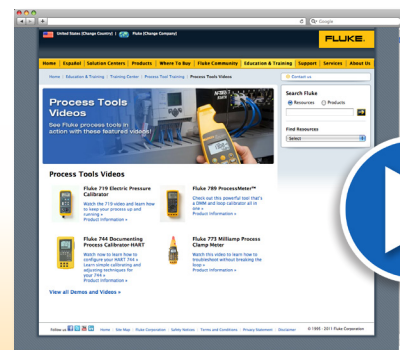 Google
United States (Change Country) | Fluke (Change Company)
FLUKE.
Home | Español | Solution Centers | Products | Where To Buy | Fluke Community | Education & Training | Support | Services | About Us
Home | Education & Training | Training Center | Process Tool Training | Process Tools Videos
Contact us
Process Tools
Videos
See Fluke process tools in
action with these featured videos!
Search Fluke
Resources Products
Find Resources
Select
Process Tools Videos
Fluke 719 Electric Pressure
Calibrator
Watch the 719 video and learn how
to keep your process up and
running »
Product information »
Fluke 789 ProcessMeter™
Check out this powerful tool that's
a DMM and loop calibrator all in
one »
Product information »
Fluke 744 Documenting
Process Calibrator HART
Watch now to learn how to
configure your HART 744 »
Learn simple calibrating and
adjusting techniques for
your 744 »
Product Information »
Fluke 773 Milliamp Process
Clamp Meter
Watch this video to learn how to
troubleshoot without breaking the
loop »
Product information »
View all Demos and Videos »
Follow us
Home | Site Map | Fluke Corporation | Safety Notices | Terms and Conditions | Privacy Statement | Disclaimer
© 1995 - 2011 Fluke Corporation